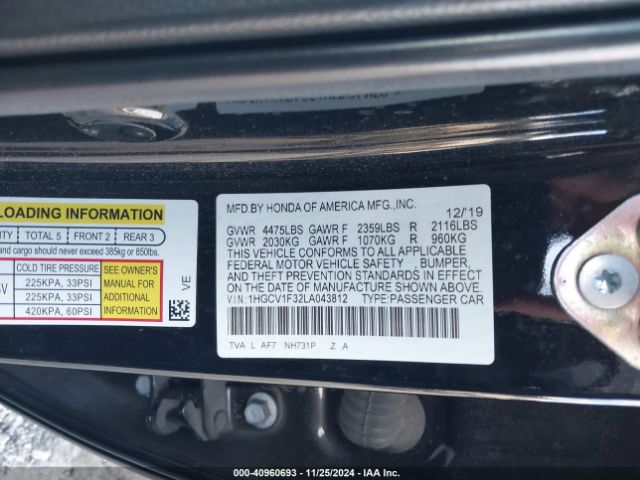 LOADING INFORMATION
TOTAL 5 FRONT 2 REAR 3
and cargo should never exceed 385kg or 850lbs.
COLD TIRE PRESSURE
225KPA, 33PSI
225KPA, 33PSI
420KPA, 60PSI
SEE OWNER'S
MANUAL FOR
ADDITIONAL
INFORMATION
VE
MFD.BY HONDA OF AMERICA MFG.,INC.
12/'19
GVWR 4475LBS GAWR F 2359LBS R 2116LBS
GVWR 2030KG GAWR F 1070KG R 960KG
THIS VEHICLE CONFORMS TO ALL APPLICABLE
FEDERAL MOTOR VEHICLE SAFETY ,BUMPER,
AND THEFT PREVENTION STANDARDS IN EFFECT
ON THE DATE OF MANUFACTURE SHOWN ABOVE.
V.I.N:1HGCV1F32LA043812 TYPE:PASSENGER CAR
TVA L AF7 NH731P .Z .A
000-40960693 - 11/25/2024 - IAA Inc.